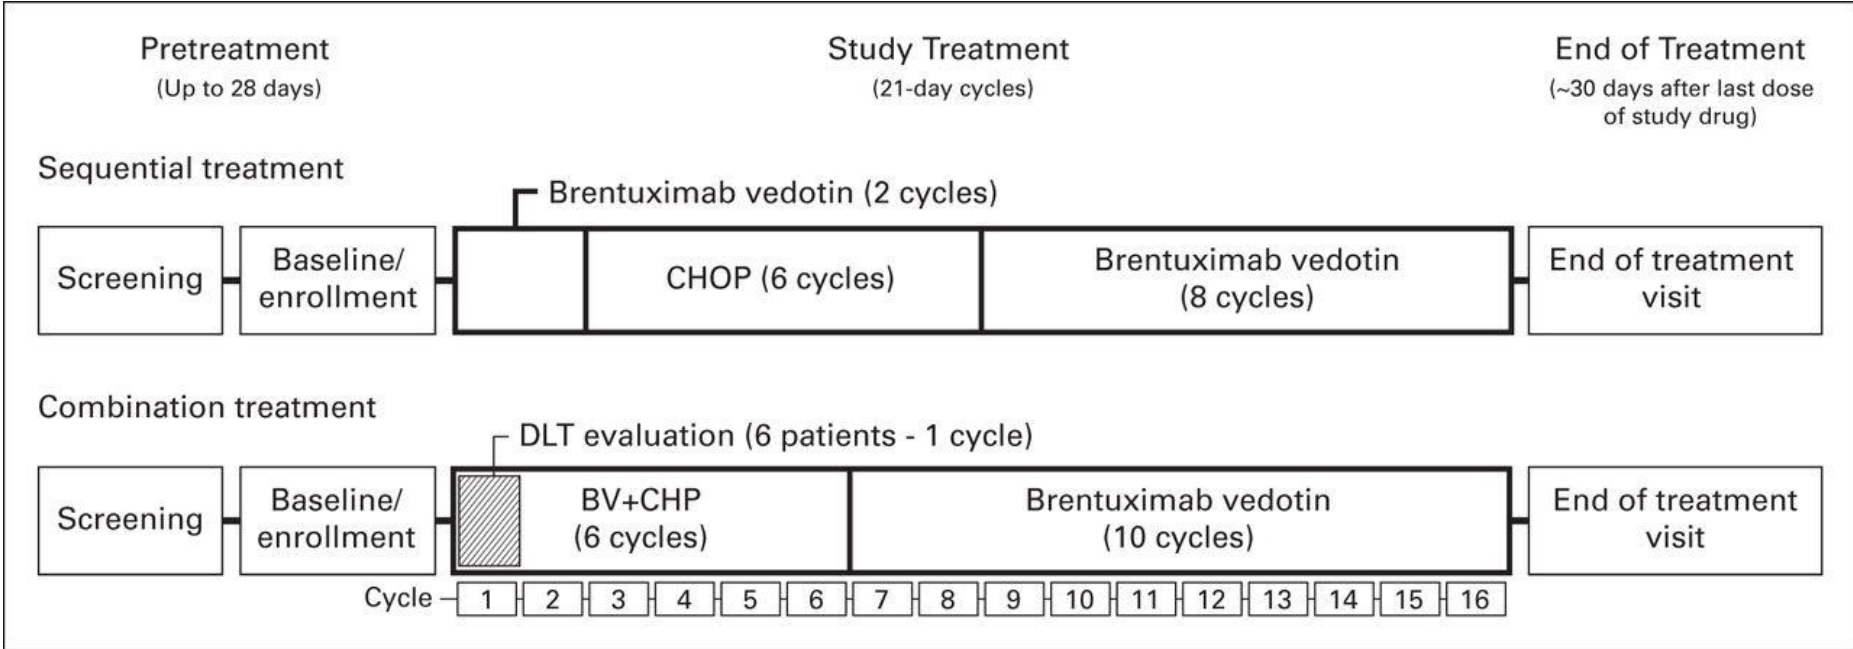 Pretreatment
(Up to 28 days)
Study Treatment
(21-day cycles)
End of Treatment
(~30 days after last dose
of study drug)
Sequential treatment
Brentuximab vedotin (2 cycles)
Screening
Baseline/
enrollment
CHOP (6 cycles)
Brentuximab vedotin
(8 cycles)
End of treatment
visit
Combination treatment
DLT evaluation (6 patients - 1 cycle)
Screening
Baseline/
enrollment
BV+CHP
(6 cycles)
Brentuximab vedotin
(10 cycles)
End of treatment
visit
Cycle 1 2 3 4 5 6 7 8 9 10 11 12 13 14 15 16